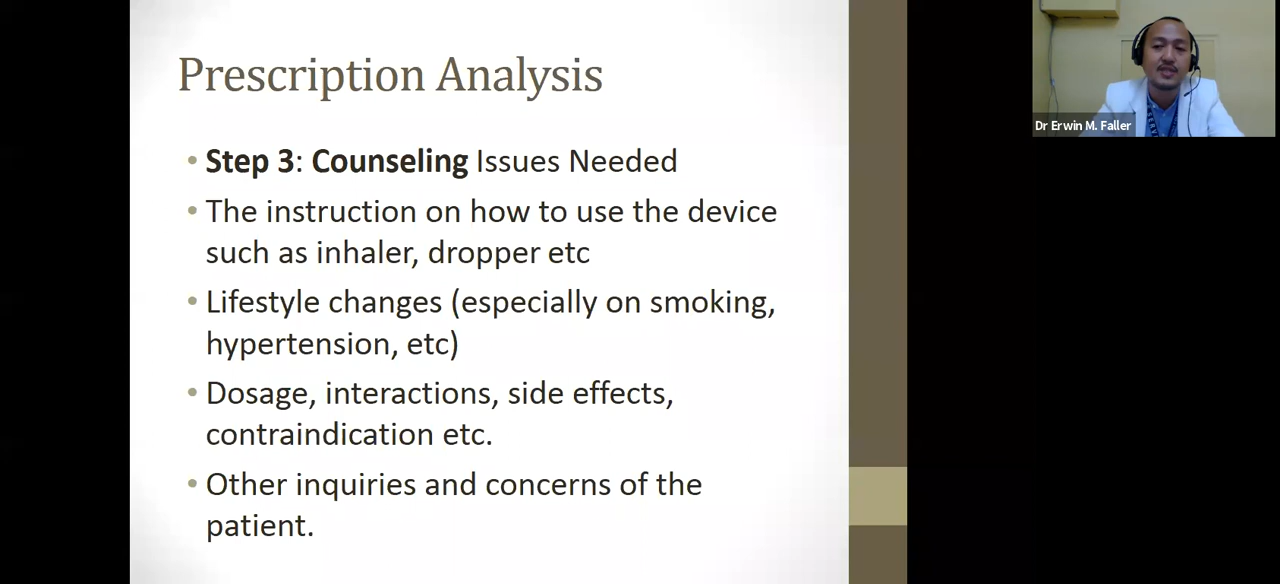 Prescription Analysis
• Step 3: Counseling Issues Needed
• The instruction on how to use the device
such as inhaler, dropper etc
• Lifestyle changes (especially on smoking,
hypertension, etc)
• Dosage, interactions, side effects,
contraindication etc.
• Other inquiries and concerns of the
patient.
Dr Erwin M. Faller